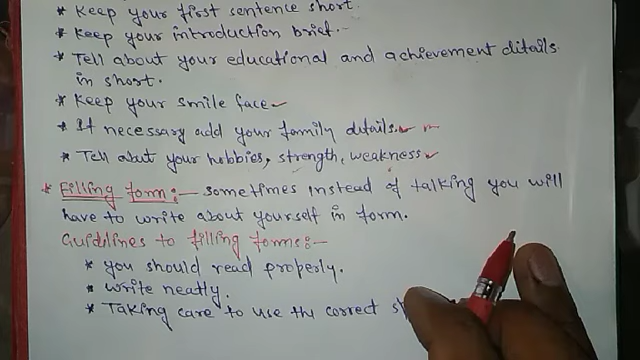 * Keep your first sentence short.
* Keep your introduction brief.
* Tell about your educational and achievement ditails
in short.
* Keep your smile face
* If necessary add your family ditails.
* Tell about your hobbies, strength, weakness
* Filling form:- sometimes instead of talking you will
have to write about yourself in form.
Guidelines to filling forms:-
* you should read properly.
* write neatly.
* Taking care to use the correct